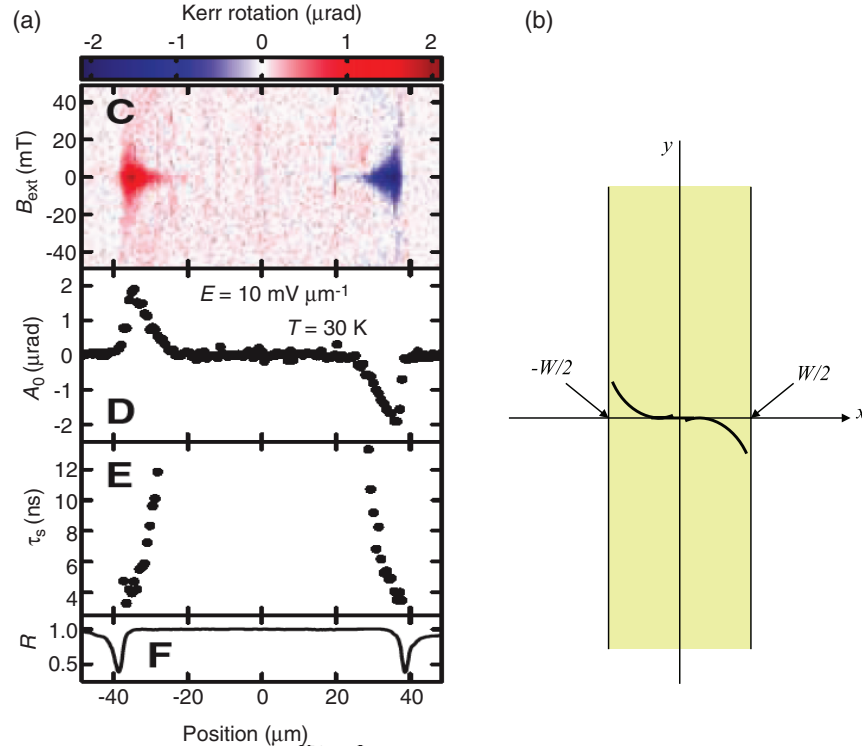 (a)
Kerr rotation (μrad)
-2 -1 0 1 2
C
B_ext (mT)
40
20
0
-20
-40
E = 10 mV μm⁻¹
T = 30 K
A₀ (μrad)
2
1
0
-1
-2
D
E
τ_s (ns)
12
10
8
6
4
R
1.0
0.5
F
-40 -20 0 20 40
Position (μm)
(b)
y
-W/2
W/2
x